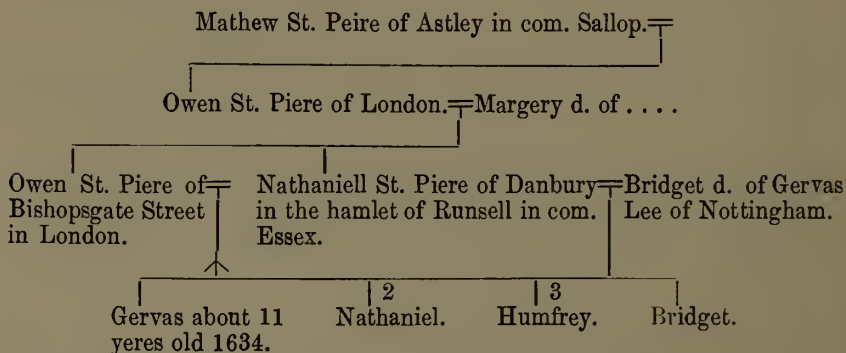 Mathew St. Peire of Astley in com. Sallop.
Owen St. Piere of London. Margery d. of . . . .
Owen St. Piere of
Bishopsgate Street
in London.
Nathaniell St. Piere of Danbury
in the hamlet of Runsell in com.
Essex.
Bridget d. of Gervas
Lee of Nottingham.
Gervas about 11
yeres old 1634.
2
Nathaniel.
3
Humfrey.
Bridget.